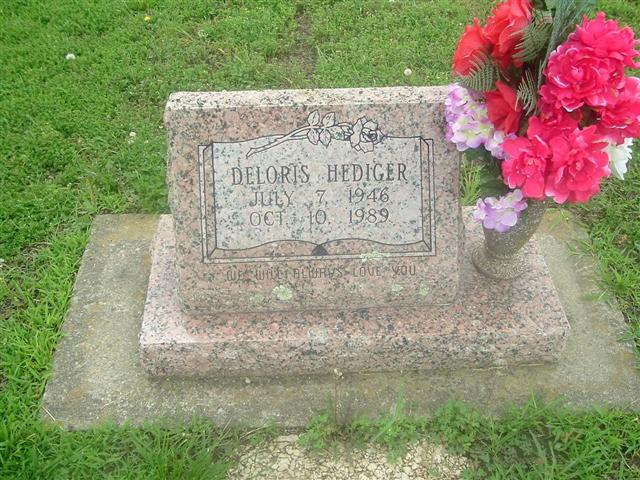 DELORIS HEDIGER
JULY 7, 1946
OCT. 10, 1989
WE WILL ALWAYS LOVE YOU